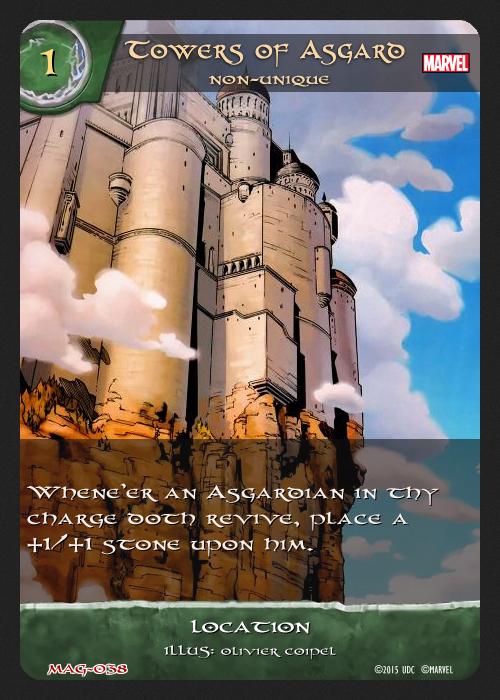 1
Towers of Asgard
MARVEL
non-unique
Whene'er an Asgardian in thy
charge doth revive, place a
+1/+1 stone upon him.
Location
Illus: Olivier Coipel
MAG-038
©2015 UDC ©MARVEL